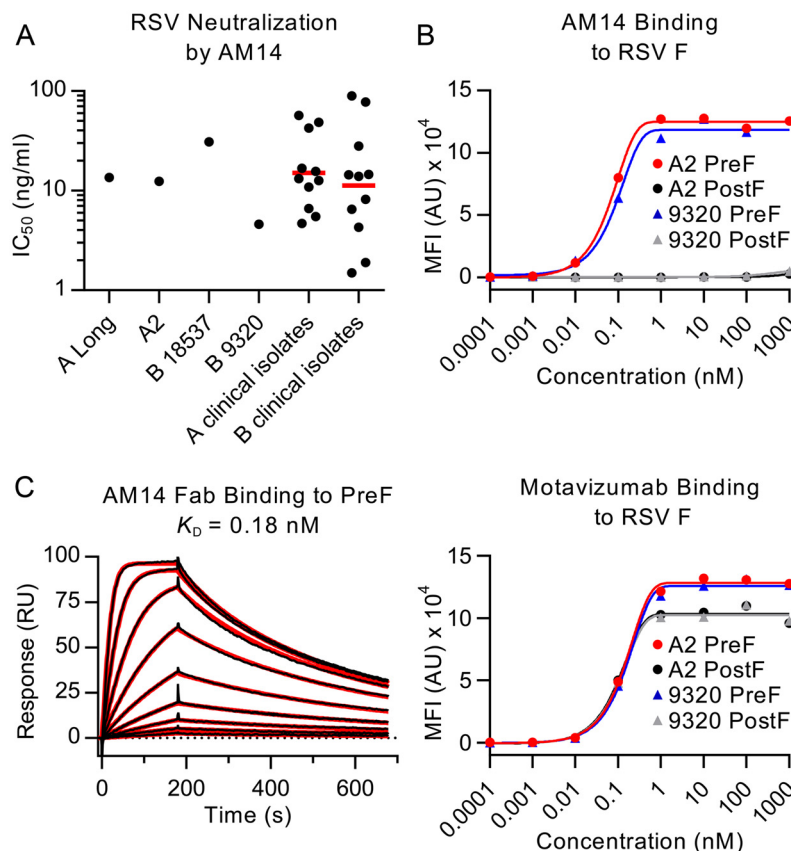 A
RSV Neutralization
by AM14
IC50 (ng/ml)
100
10
1
A Long
A2
B 18537
B 9320
A clinical isolates
B clinical isolates
B
AM14 Binding
to RSV F
MFI (AU) x 10^4
15
10
5
0
A2 PreF
A2 PostF
9320 PreF
9320 PostF
0.0001
0.001
0.01
0.1
1
10
100
1000
Concentration (nM)
C
AM14 Fab Binding to PreF
KD = 0.18 nM
Response (RU)
100
75
50
25
0
0
200
400
600
Time (s)
Motavizumab Binding
to RSV F
MFI (AU) x 10^4
15
10
5
0
A2 PreF
A2 PostF
9320 PreF
9320 PostF
0.0001
0.001
0.01
0.1
1
10
100
1000
Concentration (nM)